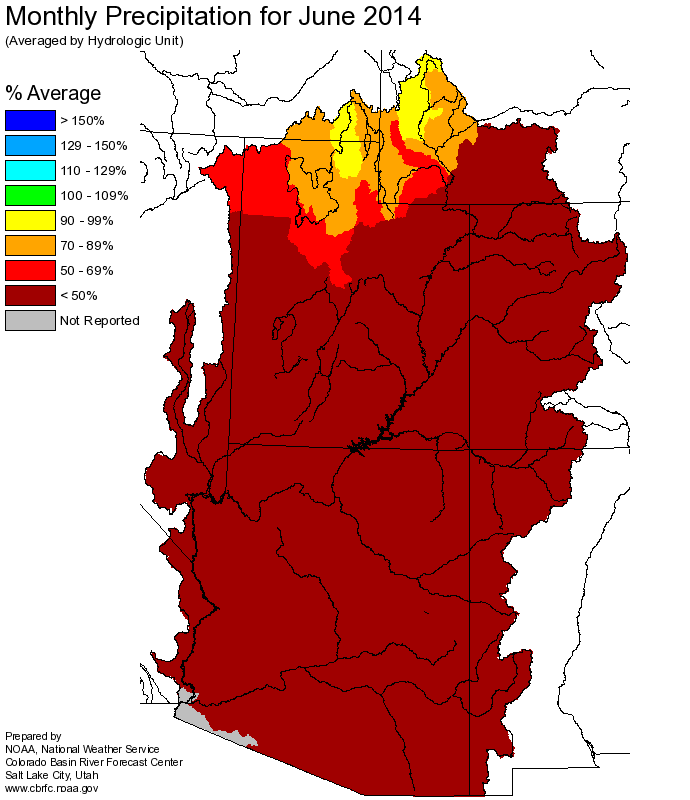 Monthly Precipitation for June 2014
(Averaged by Hydrologic Unit)
% Average
> 150%
129 - 150%
110 - 129%
100 - 109%
90 - 99%
70 - 89%
50 - 69%
< 50%
Not Reported
Prepared by
NOAA, National Weather Service
Colorado Basin River Forecast Center
Salt Lake City, Utah
www.cbrfc.noaa.gov